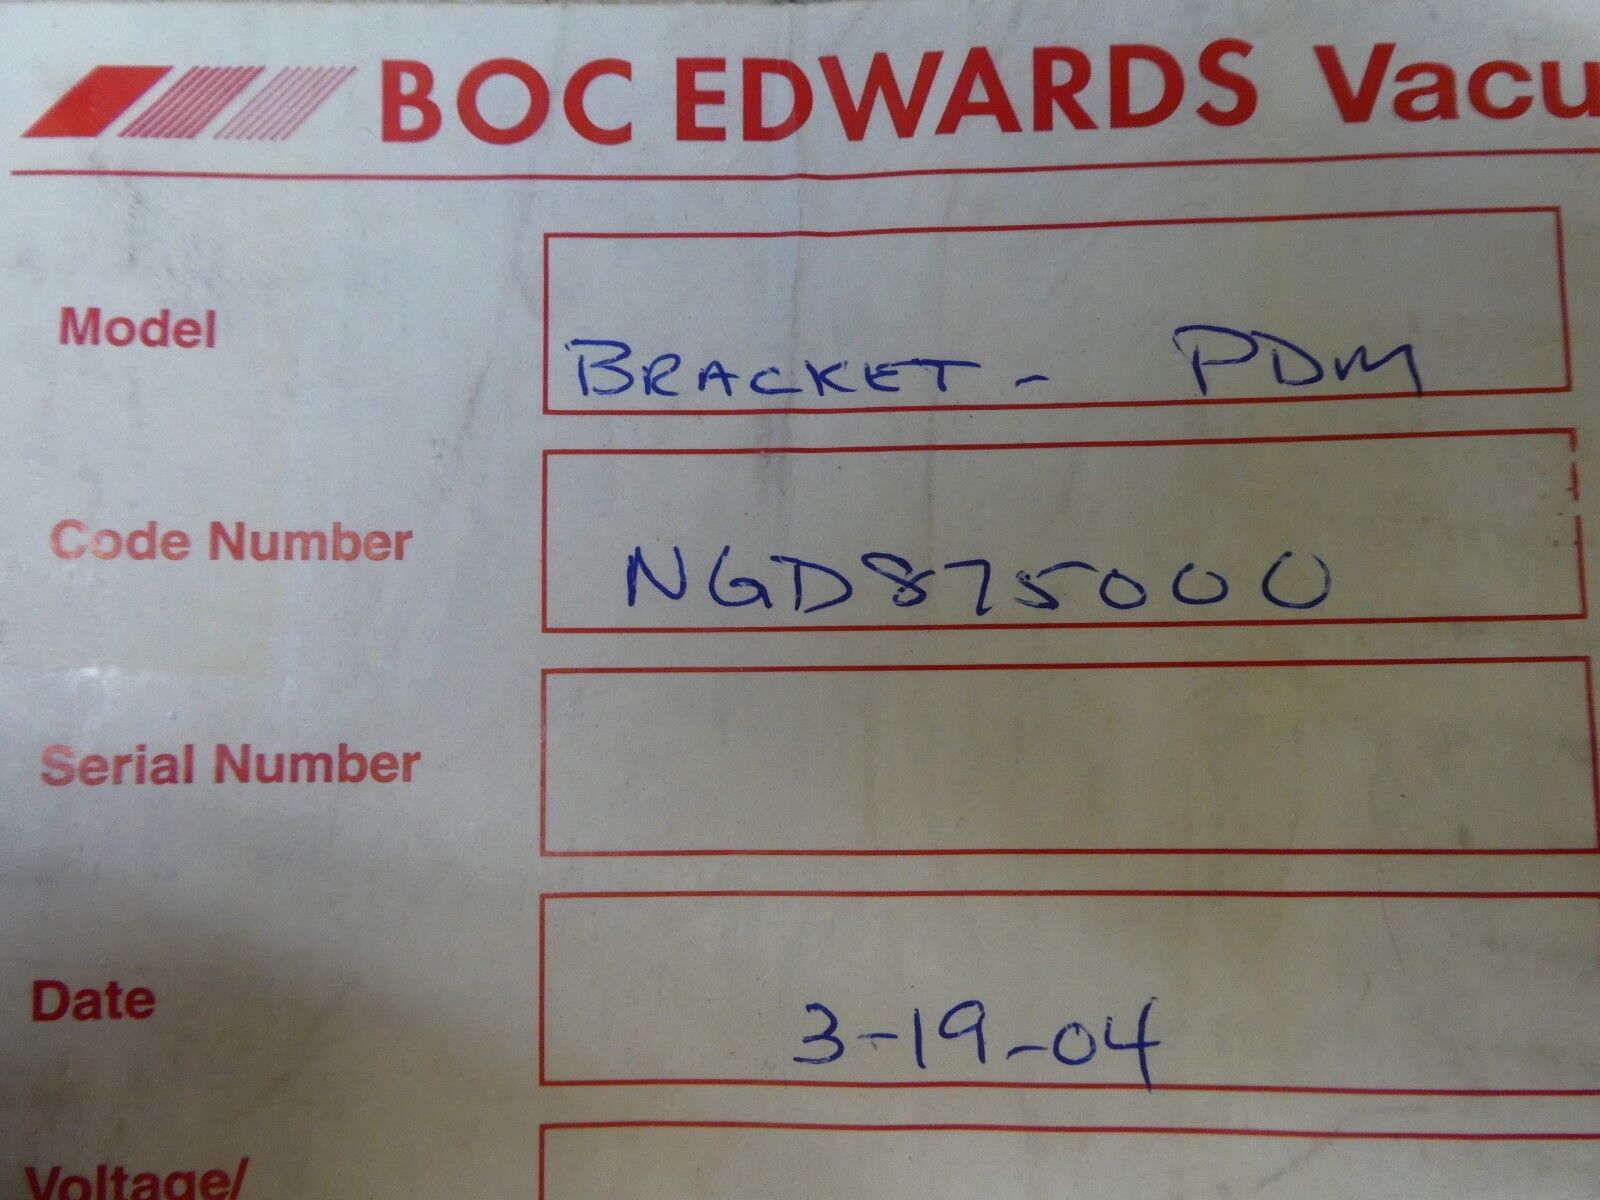 BOC EDWARDS Vacu
Model BRACKET - PDM
Code Number NGD875000
Serial Number
Date 3-19-04
Voltage/